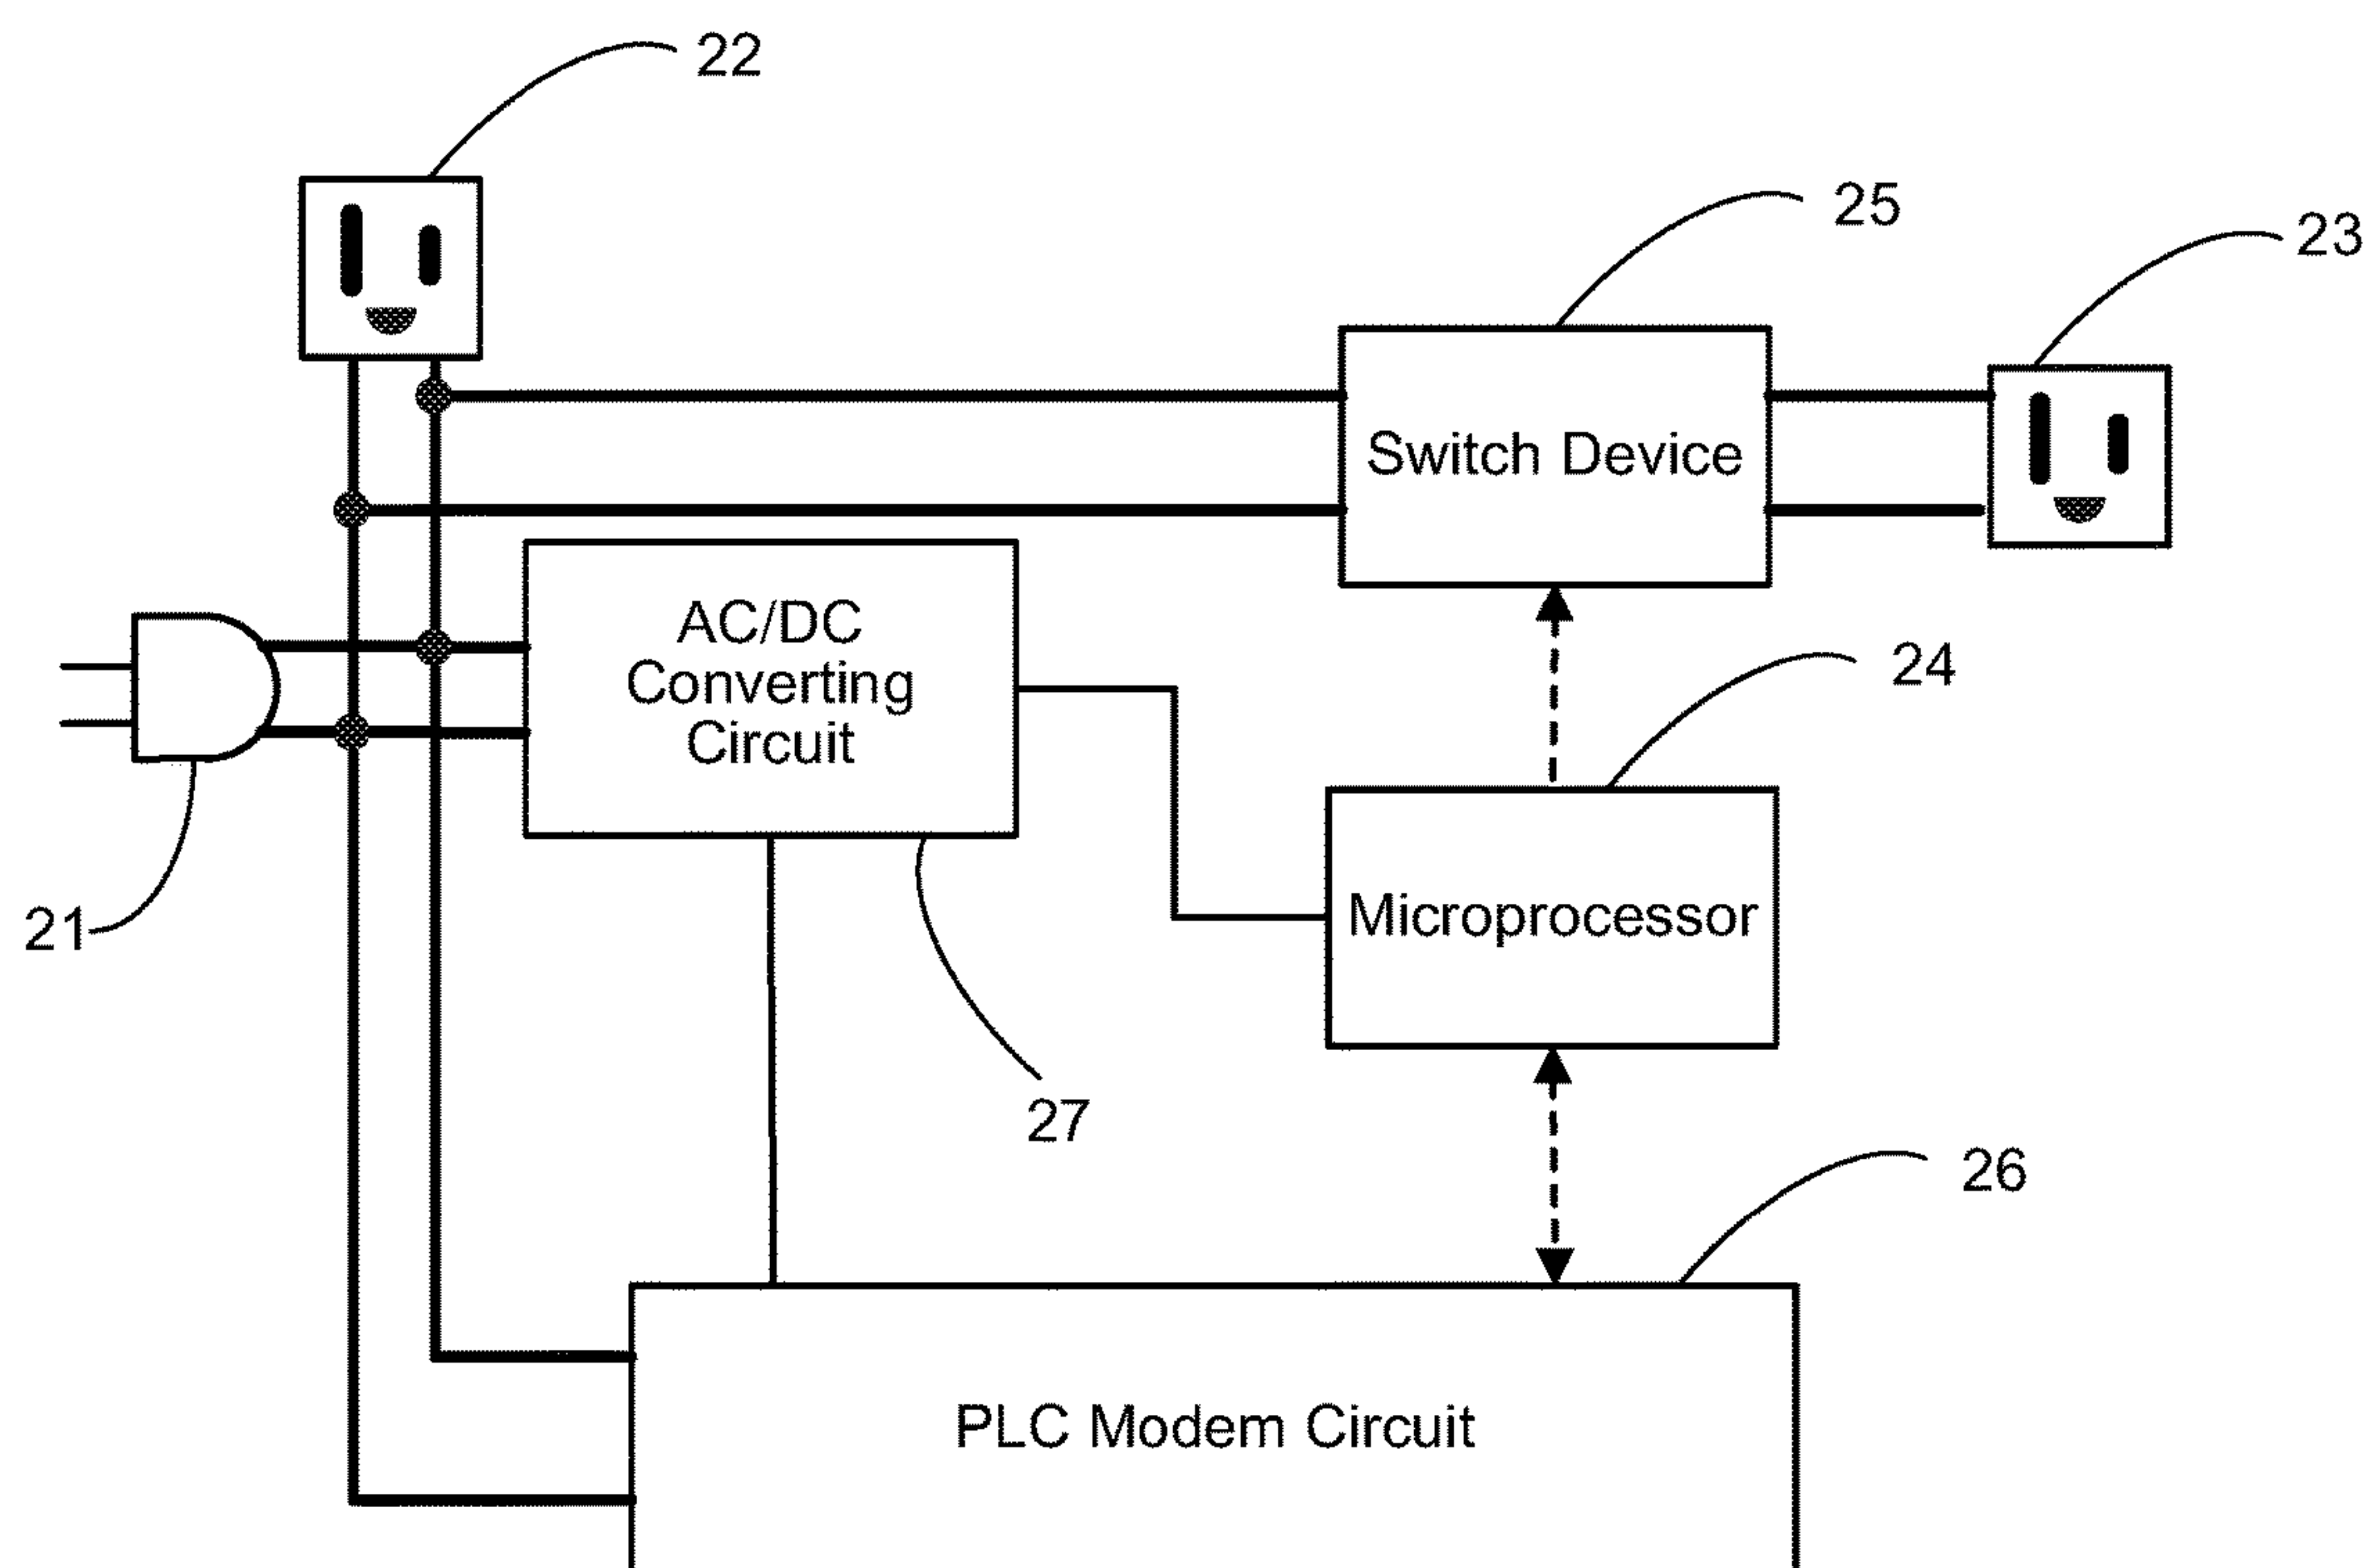 22
25
23
Switch Device
AC/DC
Converting
Circuit
24
21
Microprocessor
27
26
PLC Modem Circuit